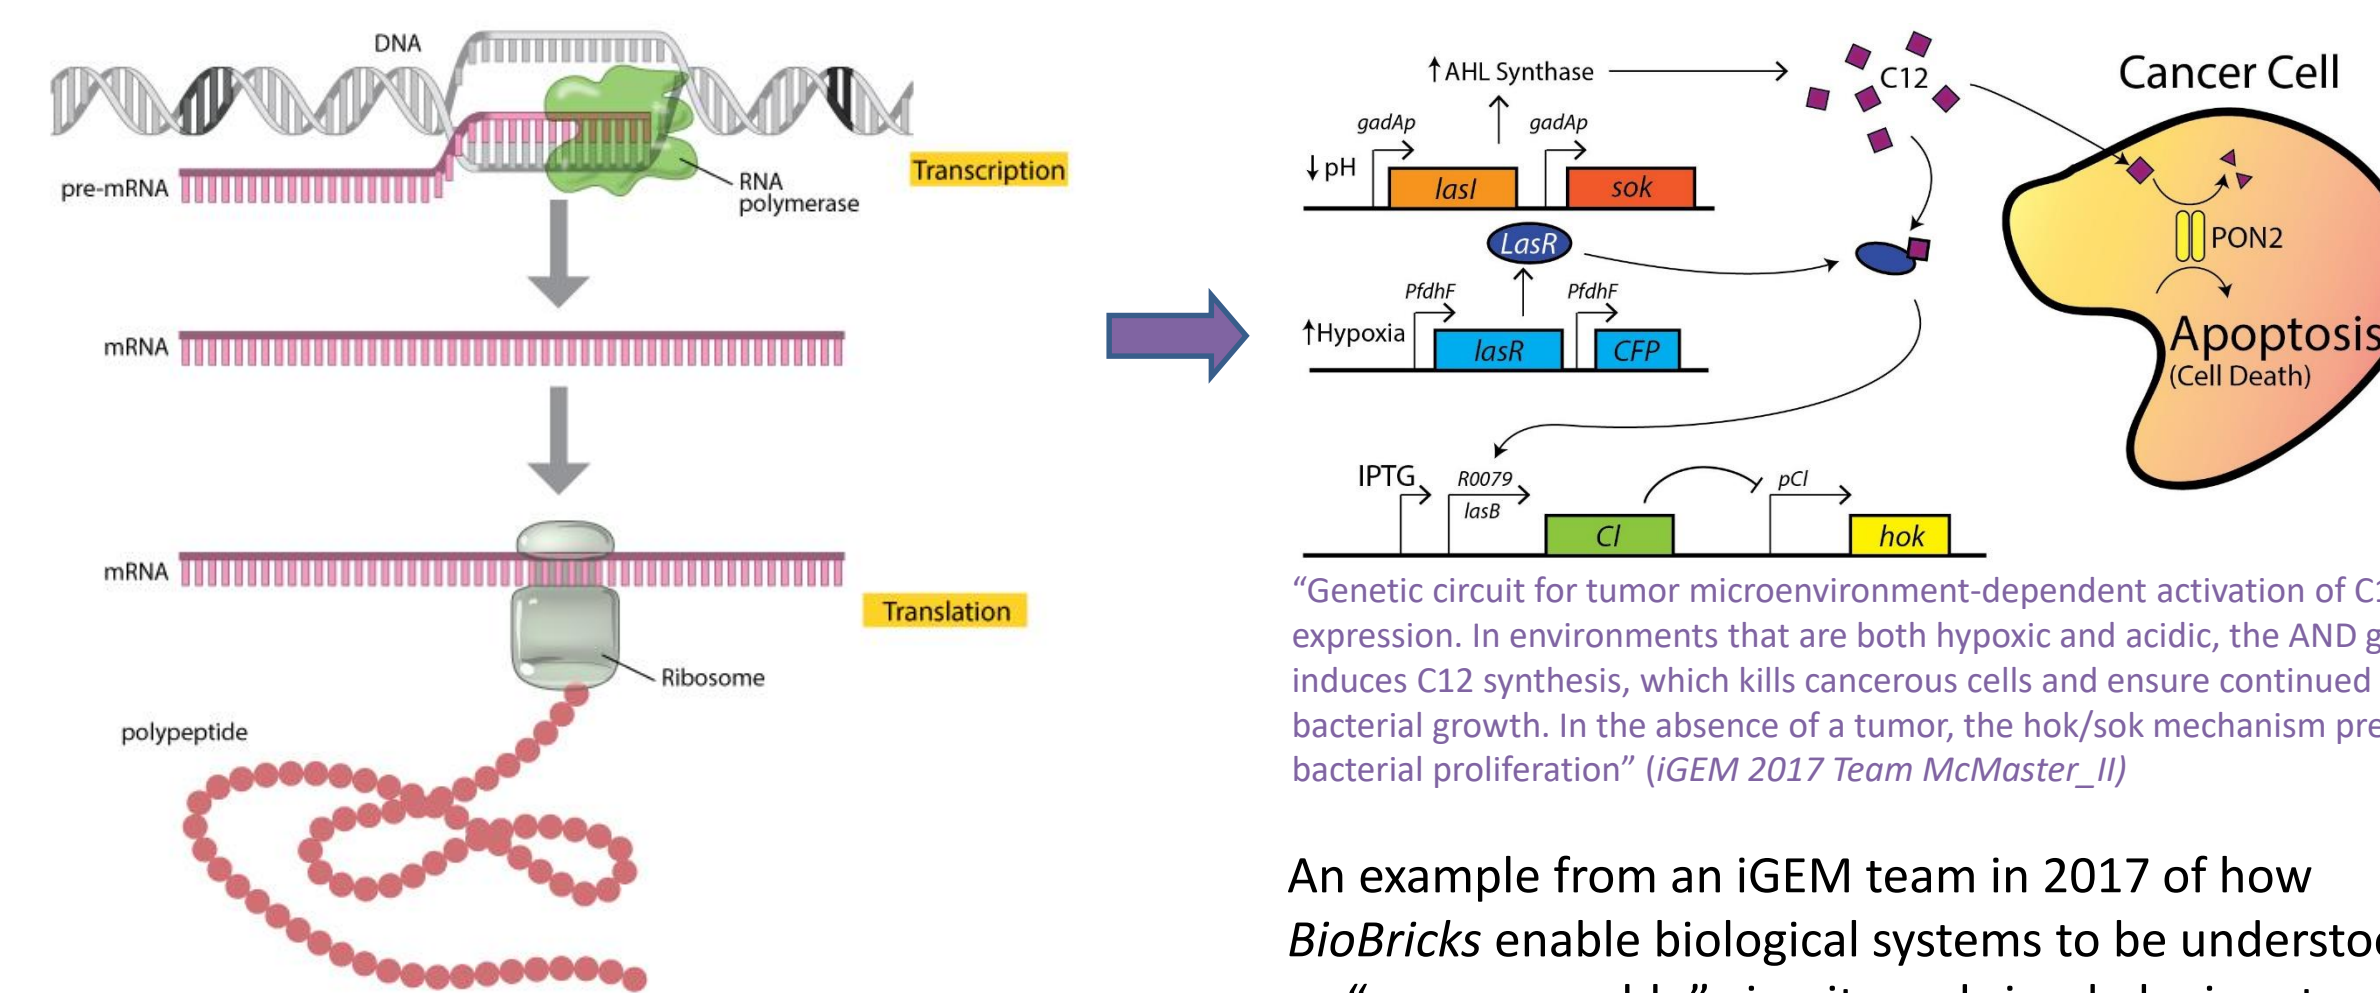 DNA
pre-mRNA
RNA
polymerase
Transcription
mRNA
mRNA
Translation
Ribosome
polypeptide
↑AHL Synthase
C12
Cancer Cell
gadAp
gadAp
↓pH
lasI
sok
LasR
PON2
PfdhF
PfdhF
↑Hypoxia
lasR
CFP
Apoptosis
(Cell Death)
IPTG
R0079
lasB
pCI
CI
hok
“Genetic circuit for tumor microenvironment-dependent activation of
expression. In environments that are both hypoxic and acidic, the AND
induces C12 synthesis, which kills cancerous cells and ensure continued
bacterial growth. In the absence of a tumor, the hok/sok mechanism
bacterial proliferation” (iGEM 2017 Team McMaster_II)
An example from an iGEM team in 2017 of how
BioBricks enable biological systems to be